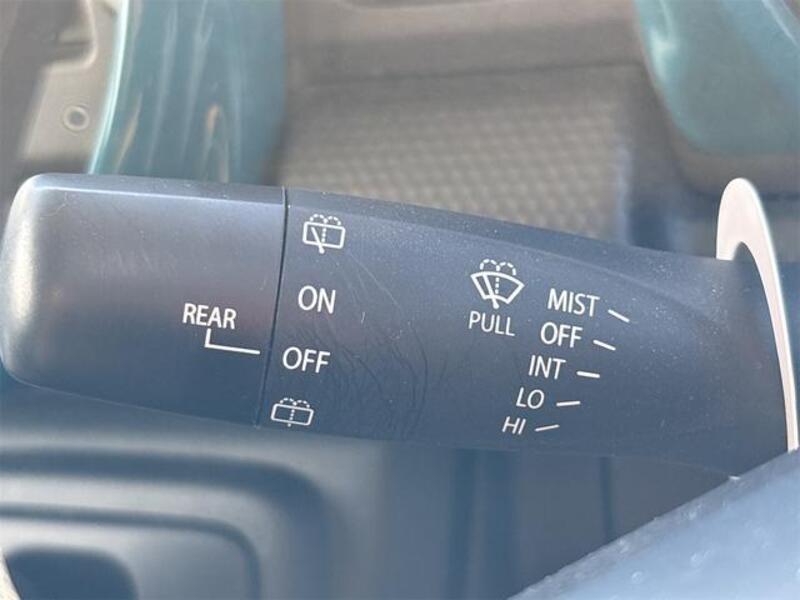 REAR
ON
OFF
PULL
MIST
OFF
INT
LO
HI